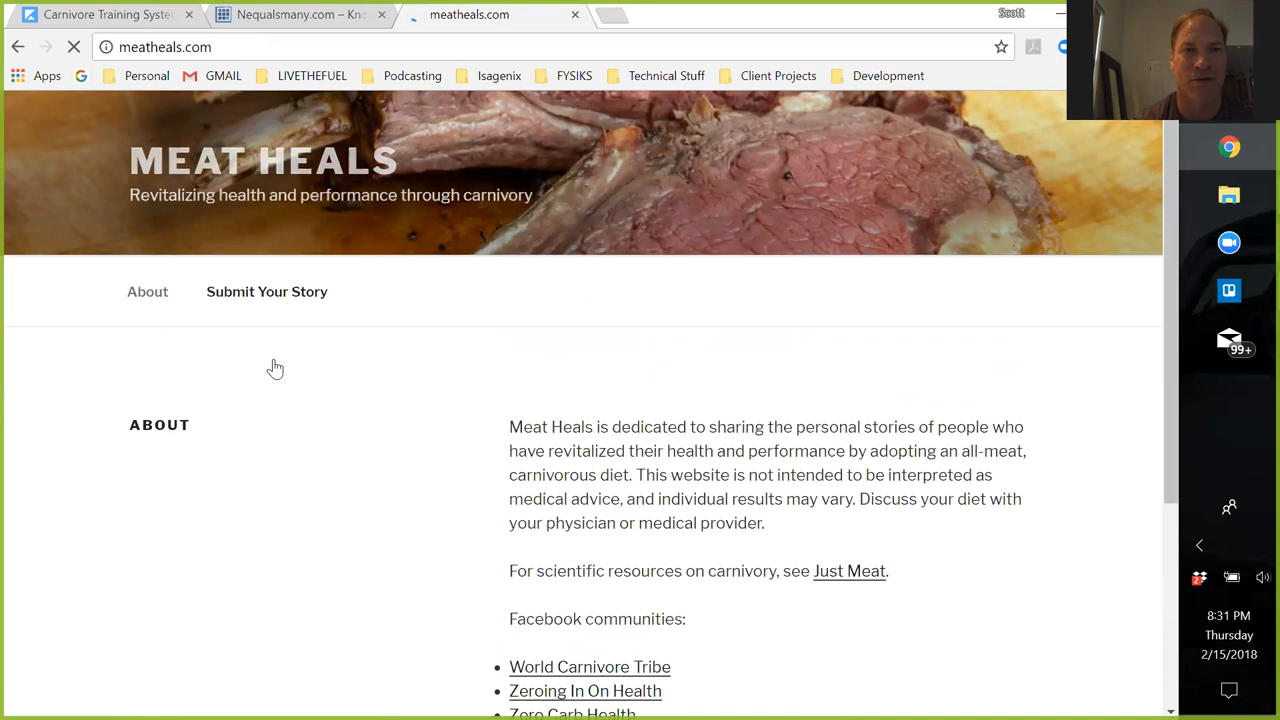 Carnivore Training Syste
Nequalsmany.com – Kno
meatheals.com
Scott
meatheals.com
Apps
Personal
GMAIL
LIVETHEFUEL
Podcasting
Isagenix
FYSIKS
Technical Stuff
Client Projects
Development
MEAT HEALS
Revitalizing health and performance through carnivory
About
Submit Your Story
ABOUT
Meat Heals is dedicated to sharing the personal stories of people who
have revitalized their health and performance by adopting an all-meat,
carnivorous diet. This website is not intended to be interpreted as
medical advice, and individual results may vary. Discuss your diet with
your physician or medical provider.
For scientific resources on carnivory, see Just Meat.
Facebook communities:
World Carnivore Tribe
Zeroing In On Health
Zero Carb Health
99+
2
8:31 PM
Thursday
2/15/2018